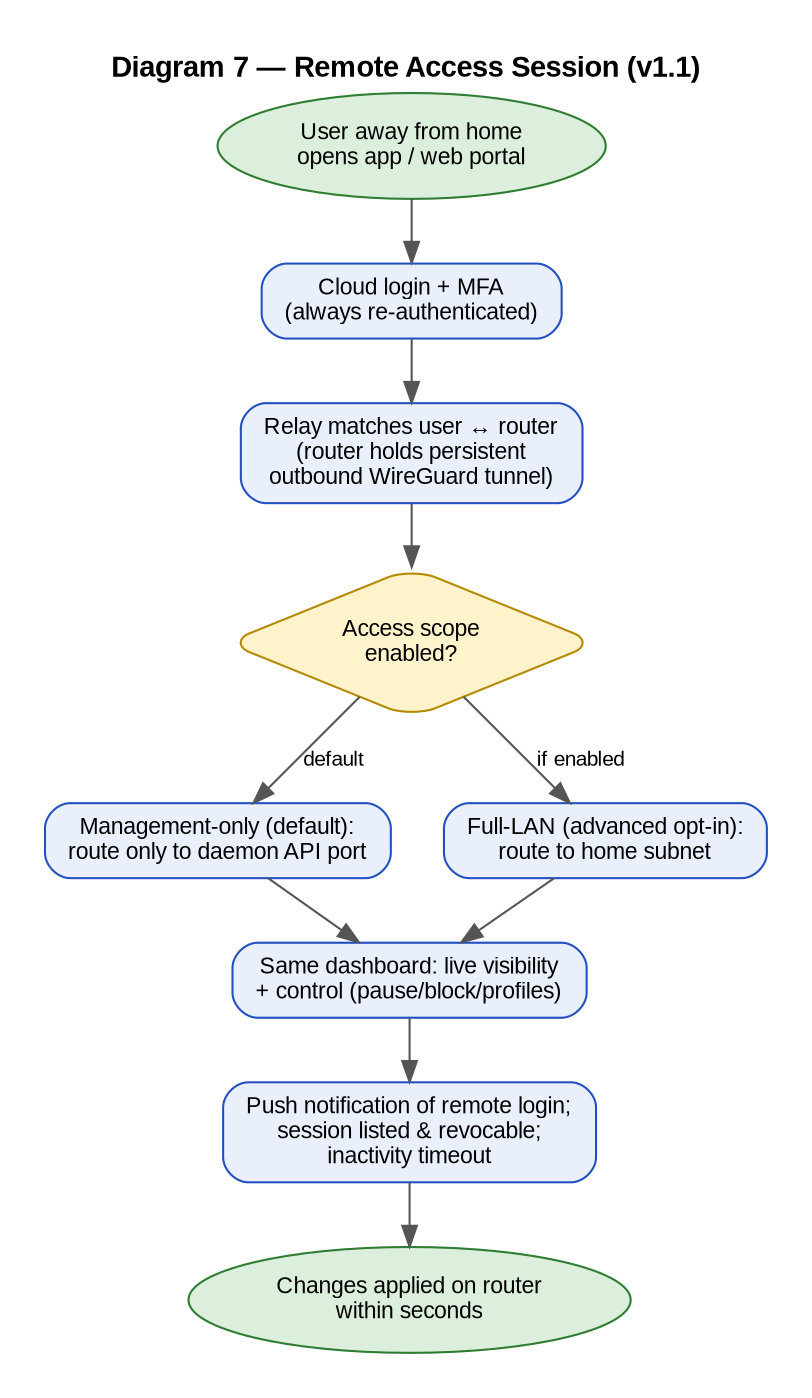 Diagram 7 — Remote Access Session (v1.1)
User away from home
opens app / web portal
Cloud login + MFA
(always re-authenticated)
Relay matches user ↔ router
(router holds persistent
outbound WireGuard tunnel)
Access scope
enabled?
default
if enabled
Management-only (default):
route only to daemon API port
Full-LAN (advanced opt-in):
route to home subnet
Same dashboard: live visibility
+ control (pause/block/profiles)
Push notification of remote login;
session listed & revocable;
inactivity timeout
Changes applied on router
within seconds